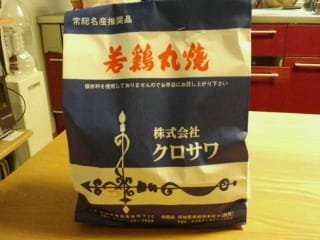 常総名産推奨品
若鶏丸焼
保存料を使用しておりませんのでお早目にお召し上がり下さい
株式会社
クロサワ